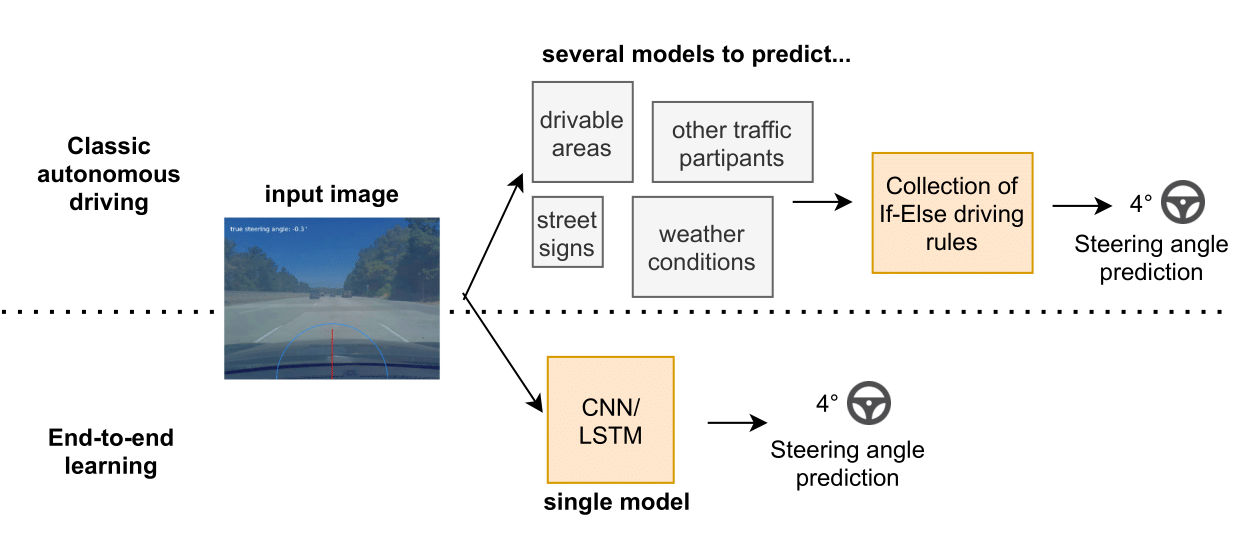 several models to predict...
Classic
autonomous
driving
input image
true steering angle: -0.3°
drivable
areas
other traffic
partipants
street
signs
weather
conditions
Collection of
If-Else driving
rules
4°
Steering angle
prediction
End-to-end
learning
CNN/
LSTM
single model
4°
Steering angle
prediction